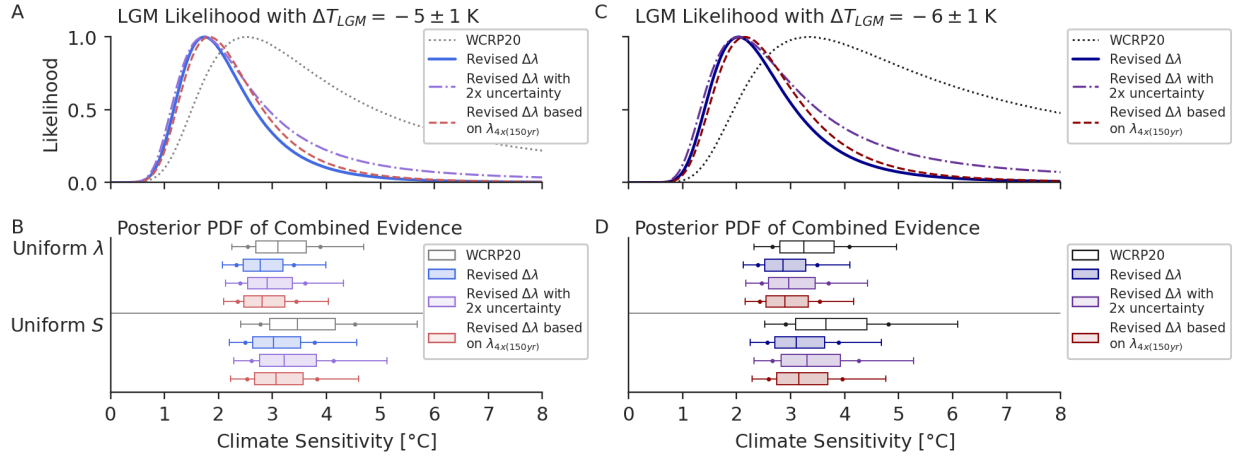 A
LGM Likelihood with ΔT_LGM = − 5 ± 1 K
Likelihood
1.0
0.5
0.0
WCRP20
Revised Δλ
Revised Δλ with
2x uncertainty
Revised Δλ based
on λ_4x(150yr)
C
LGM Likelihood with ΔT_LGM = − 6 ± 1 K
WCRP20
Revised Δλ
Revised Δλ with
2x uncertainty
Revised Δλ based
on λ_4x(150yr)
B
Posterior PDF of Combined Evidence
Uniform λ
Uniform S
WCRP20
Revised Δλ
Revised Δλ with
2x uncertainty
Revised Δλ based
on λ_4x(150yr)
0 1 2 3 4 5 6 7 8
Climate Sensitivity [°C]
D
Posterior PDF of Combined Evidence
WCRP20
Revised Δλ
Revised Δλ with
2x uncertainty
Revised Δλ based
on λ_4x(150yr)
0 1 2 3 4 5 6 7 8
Climate Sensitivity [°C]